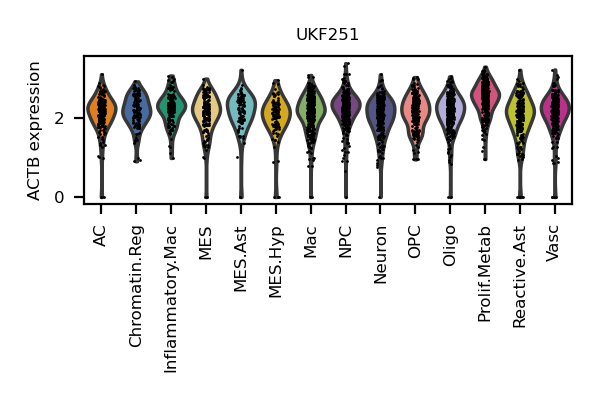 UKF251
ACTB expression
2
0
AC
Chromatin.Reg
Inflammatory.Mac
MES
MES.Ast
MES.Hyp
Mac
NPC
Neuron
OPC
Oligo
Prolif.Metab
Reactive.Ast
Vasc